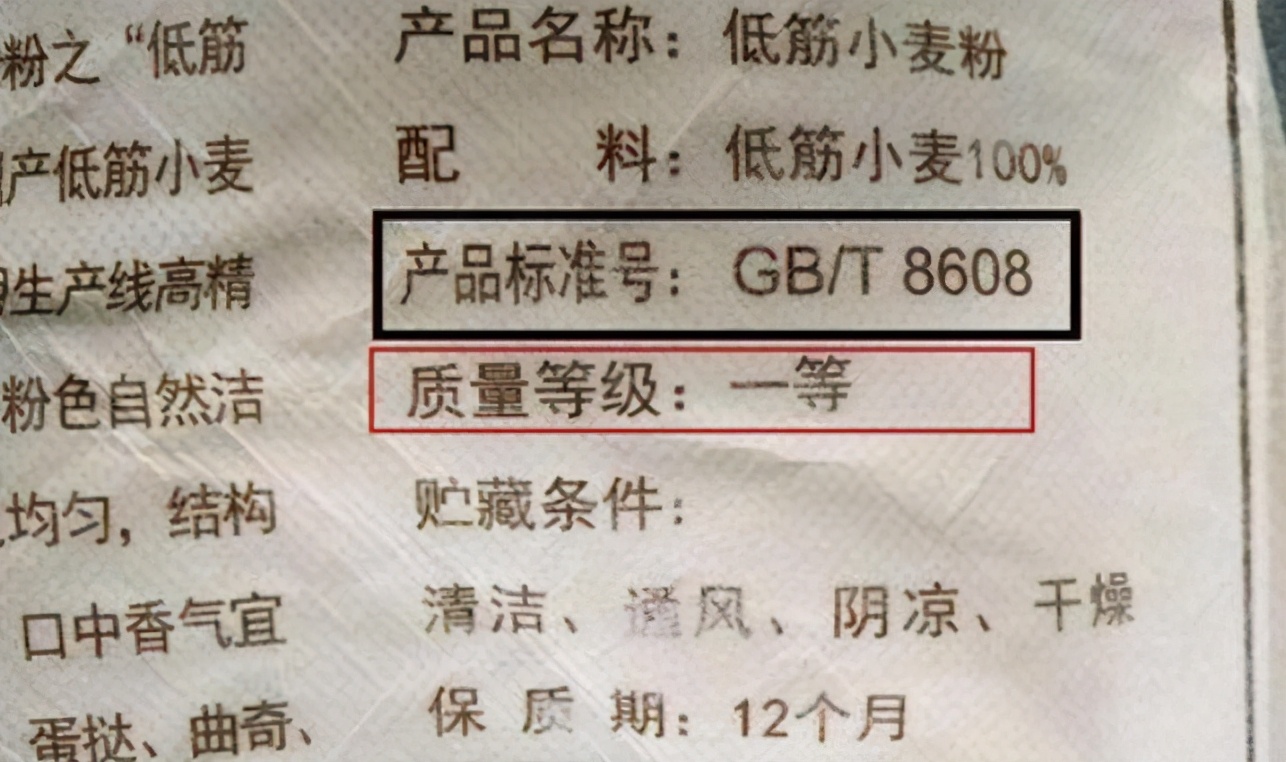 粉之“低筋
产低筋小麦
生产线高精
粉色自然洁
均匀，结构
口中香气宜
蛋挞、曲奇、
产品名称：低筋小麦粉
配 料：低筋小麦100%
产品标准号：GB/T 8608
质量等级：一等
贮藏条件：
清洁、通风、阴凉、干燥
保质期：12个月